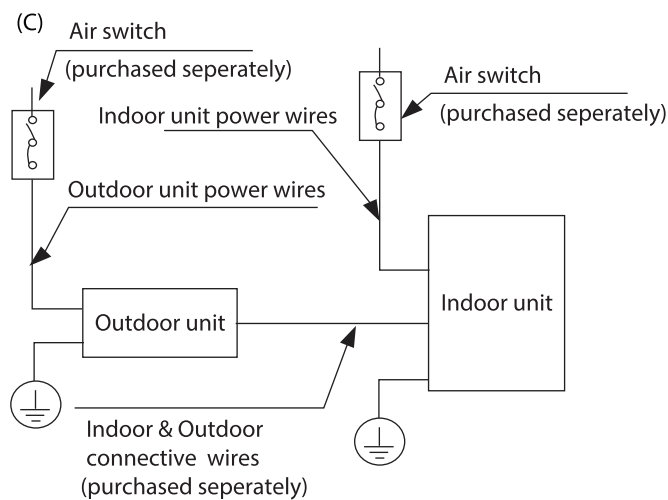 (C)
Air switch
(purchased seperately)
Air switch
(purchased seperately)
Indoor unit power wires
Outdoor unit power wires
Outdoor unit
Indoor unit
Indoor & Outdoor
connective wires
(purchased seperately)